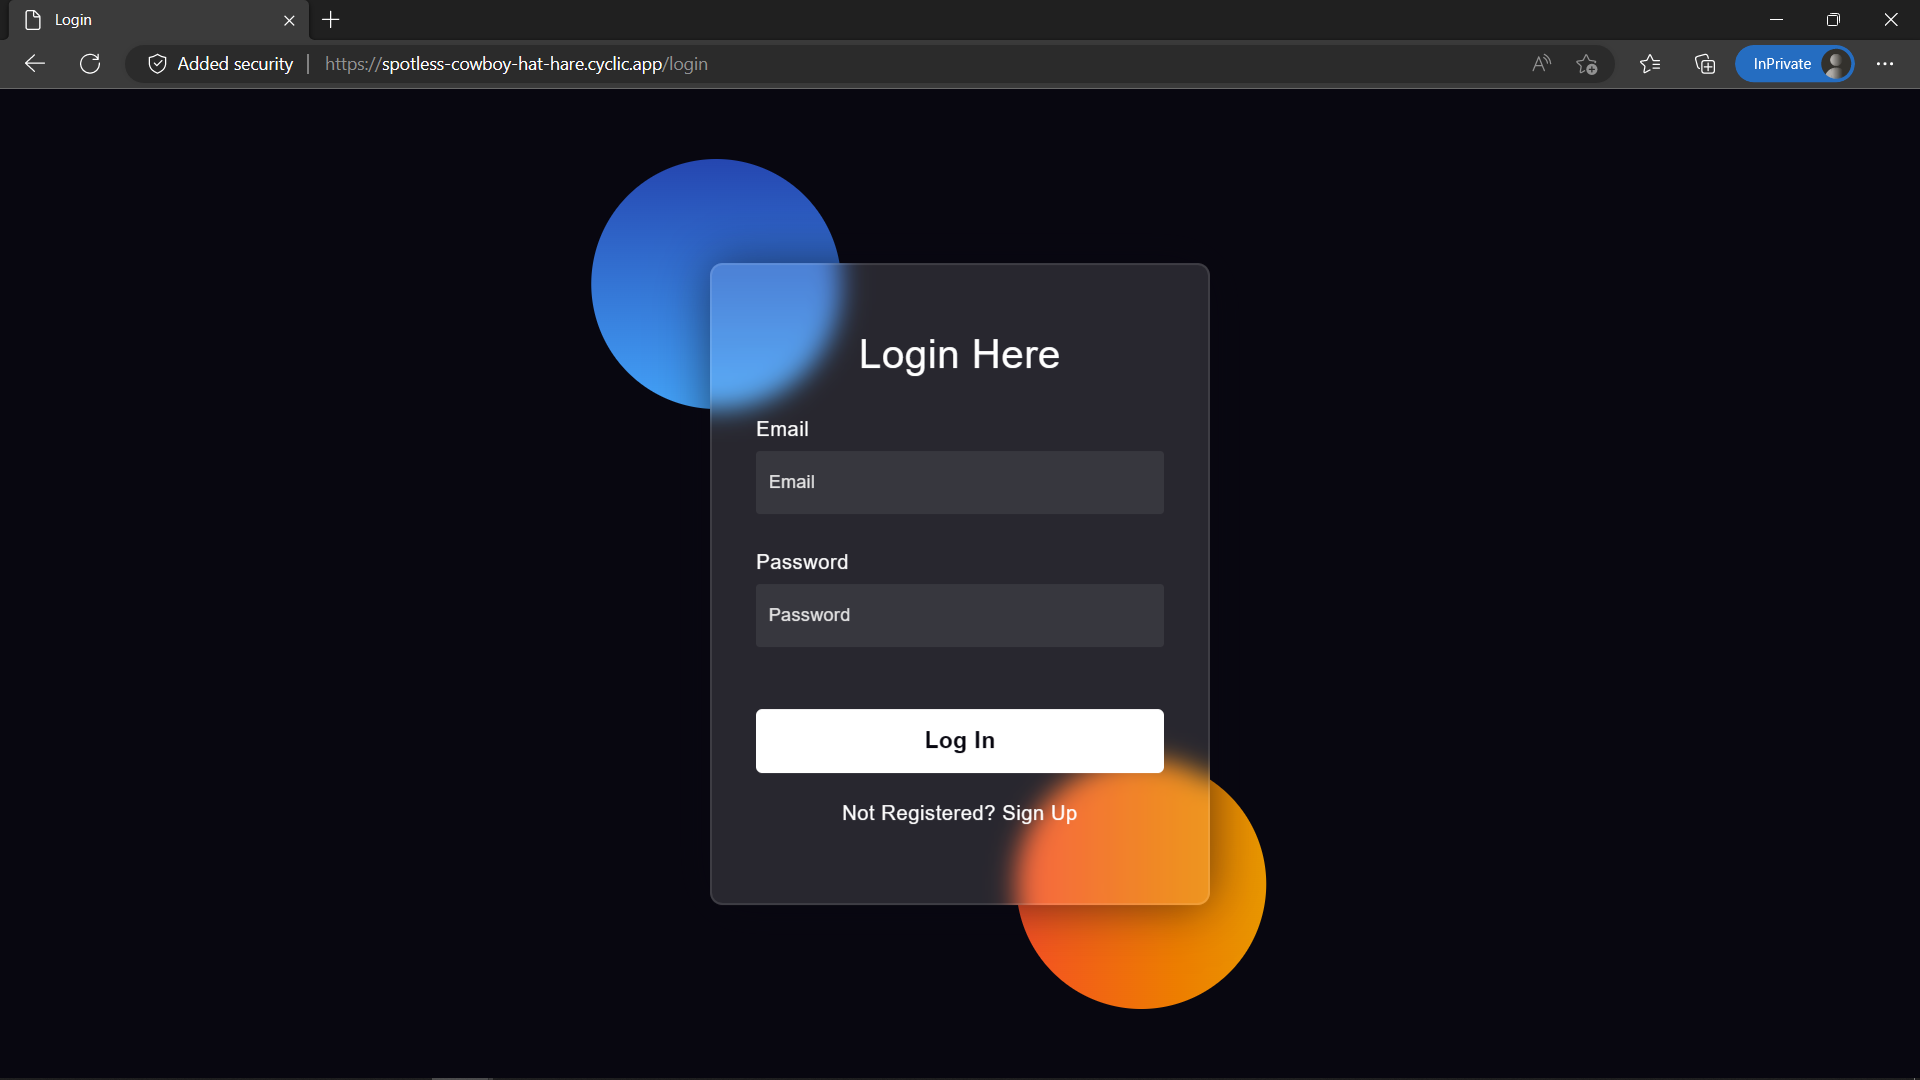 Login
Added security
https://spotless-cowboy-hat-hare.cyclic.app/login
InPrivate
Login Here
Email
Email
Password
Password
Log In
Not Registered? Sign Up